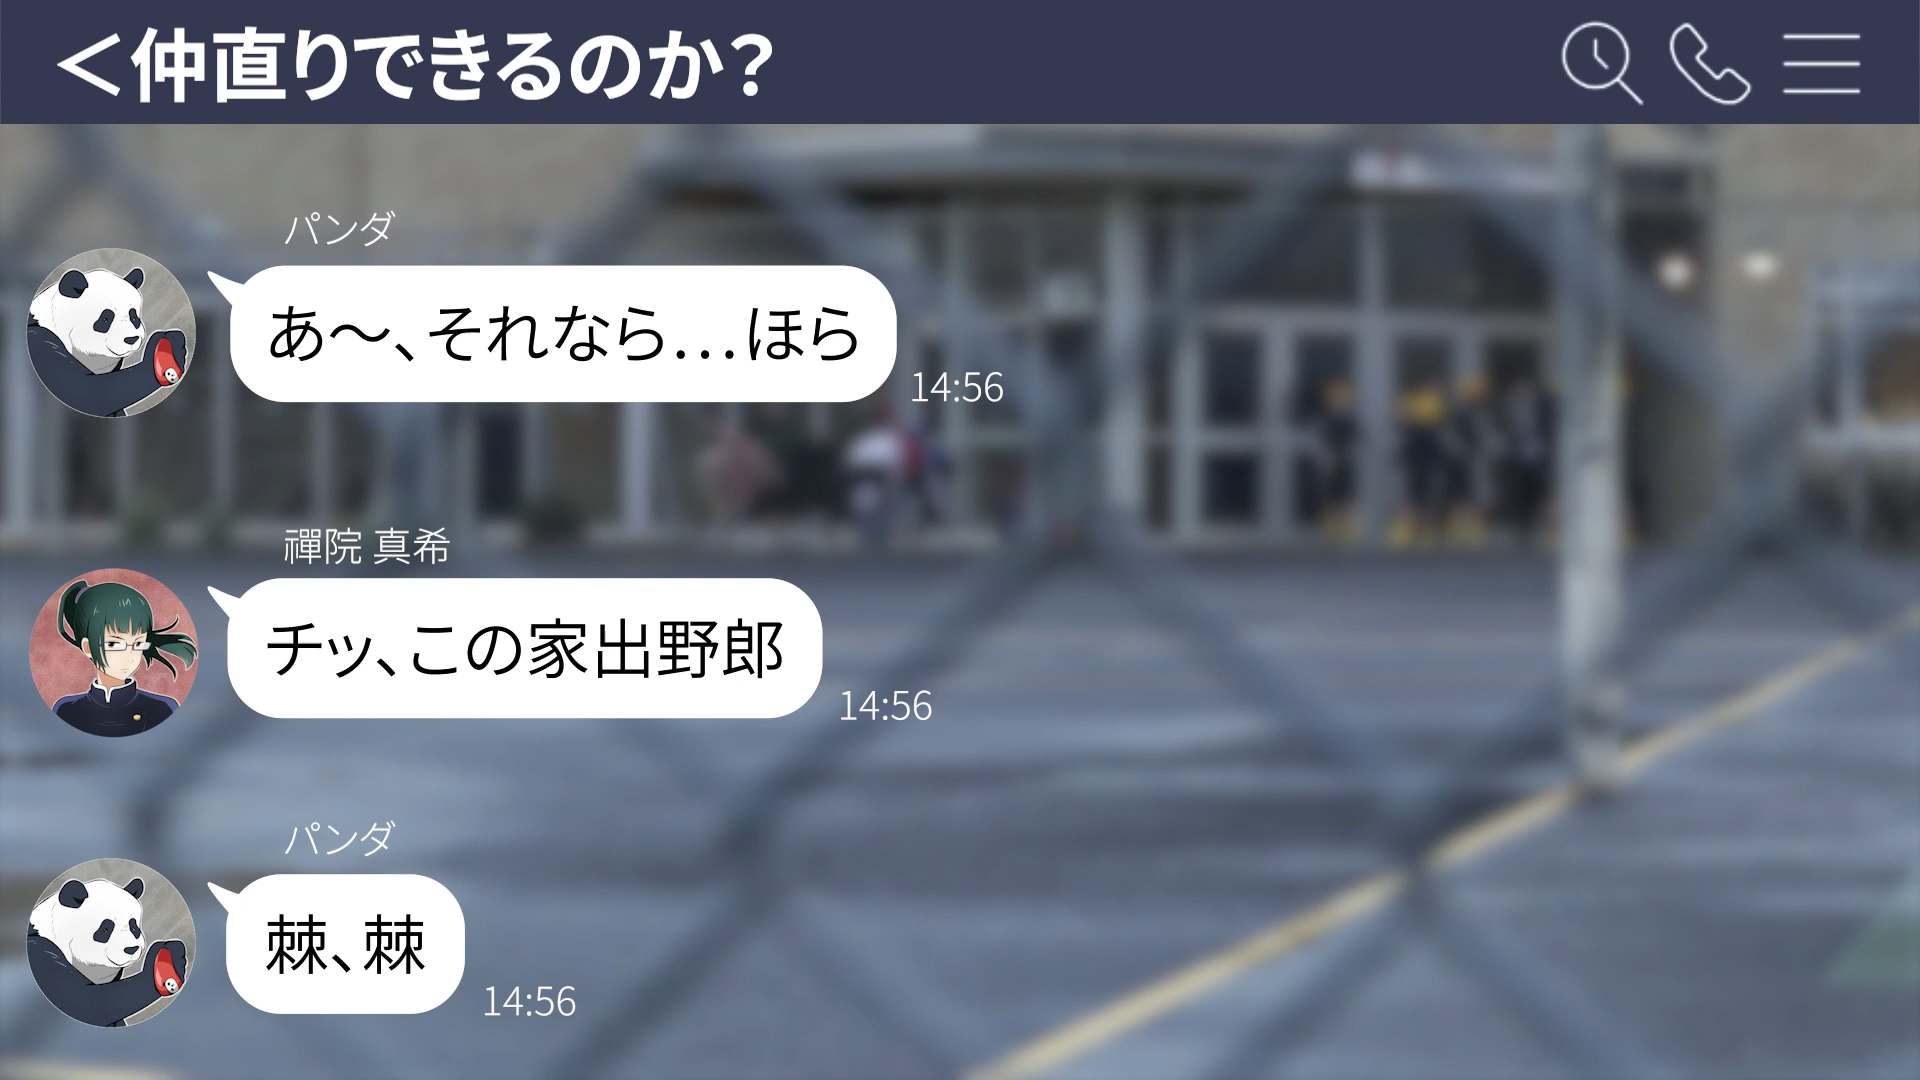 ＜仲直りできるのか？
パンダ
あ〜、それなら…ほら
14:56
禪院 真希
チッ、この家出野郎
14:56
パンダ
棘、棘
14:56